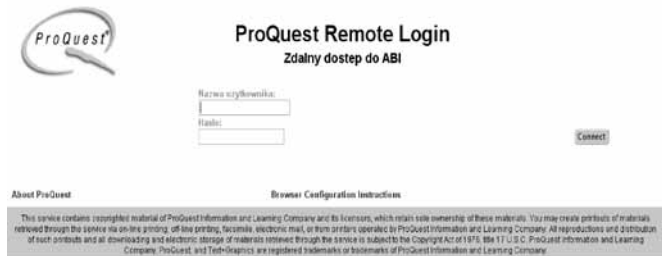 ProQuest®
ProQuest Remote Login
Zdalny dostep do ABI
Nazwa uzytkownika:
Haslo:
Connect
About ProQuest
Browser Configuration Instructions
This service contains copyrighted material of ProQuest Information and Learning Company and its licensors, which retain sole ownership of these materials. You may create printouts of materials
retrieved through the service via on-line printing, off-line printing, facsimile, electronic mail, or from printers operated by ProQuest Information and Learning Company. All reproductions and distribution
of such printouts and all downloading and electronic storage of materials retrieved through the service is subject to the Copyright Act of 1976, title 17 U.S.C. ProQuest Information and Learning
Company, ProQuest, and Text+Graphics are registered trademarks or trademarks of ProQuest Information and Learning Company.